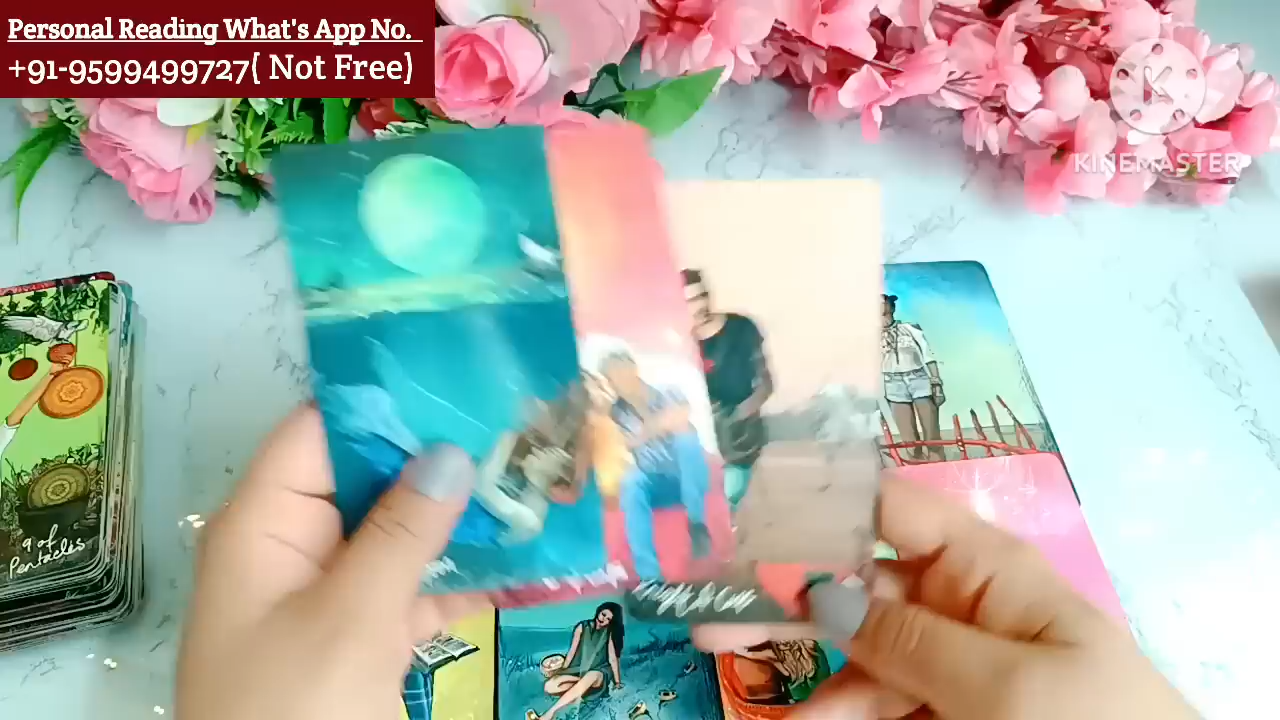 Personal Reading What's App No.
+91-9599499727( Not Free)
K
KINEMASTER
9 of
Pentacles